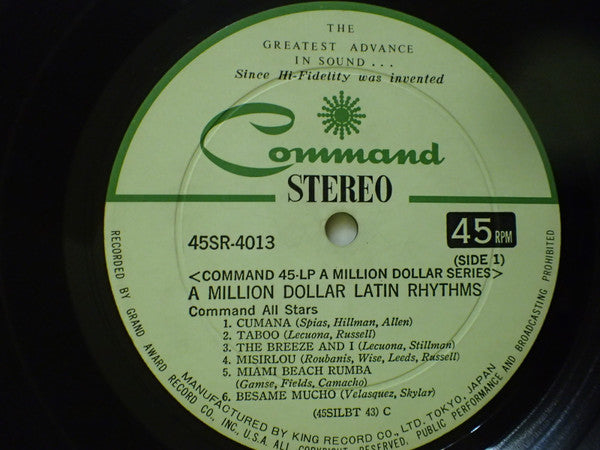 THE
GREATEST ADVANCE
IN SOUND . . .
Since Hi-Fidelity was invented
Command
STEREO
45SR-4013
45 RPM
(SIDE 1)
<COMMAND 45-LP A MILLION DOLLAR SERIES>
A MILLION DOLLAR LATIN RHYTHMS
Command All Stars
1. CUMANA (Spias, Hillman, Allen)
2. TABOO (Lecuona, Russell)
3. THE BREEZE AND I (Lecuona, Stillman)
4. MISIRLOU (Roubanis, Wise, Leeds, Russell)
5. MIAMI BEACH RUMBA
(Gamse, Fields, Camacho)
6. BESAME MUCHO (Velasquez, Skylar)
(45SILBT 43) C
RECORDED BY GRAND AWARD RECORD CO., INC., U.S.A. ALL COPYRIGHT RESERVED, PUBLIC PERFORMANCE AND BROADCASTING PROHIBITED
MANUFACTURED BY KING RECORD CO., LTD., TOKYO, JAPAN